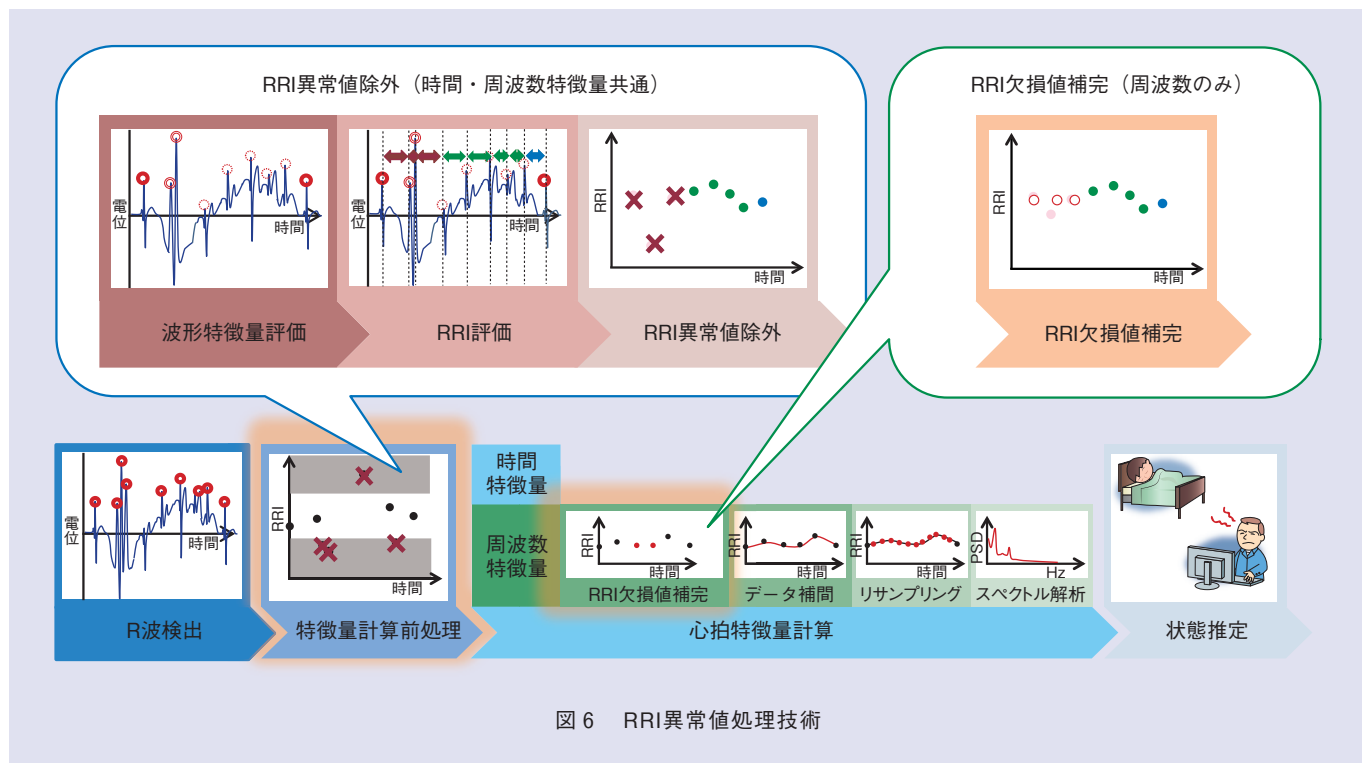 RRI異常値除外（時間・周波数特徴量共通）
電位
時間
波形特徴量評価
電位
時間
RRI評価
RRI
時間
RRI異常値除外
RRI欠損値補完（周波数のみ）
RRI
時間
RRI欠損値補完
電位
時間
R波検出
RRI
時間
特徴量計算前処理
時間
特徴量
周波数
特徴量
RRI
時間
RRI欠損値補完
RRI
時間
データ補間
RRI
時間
リサンプリング
PSD
Hz
スペクトル解析
心拍特徴量計算
状態推定
図6 RRI異常値処理技術